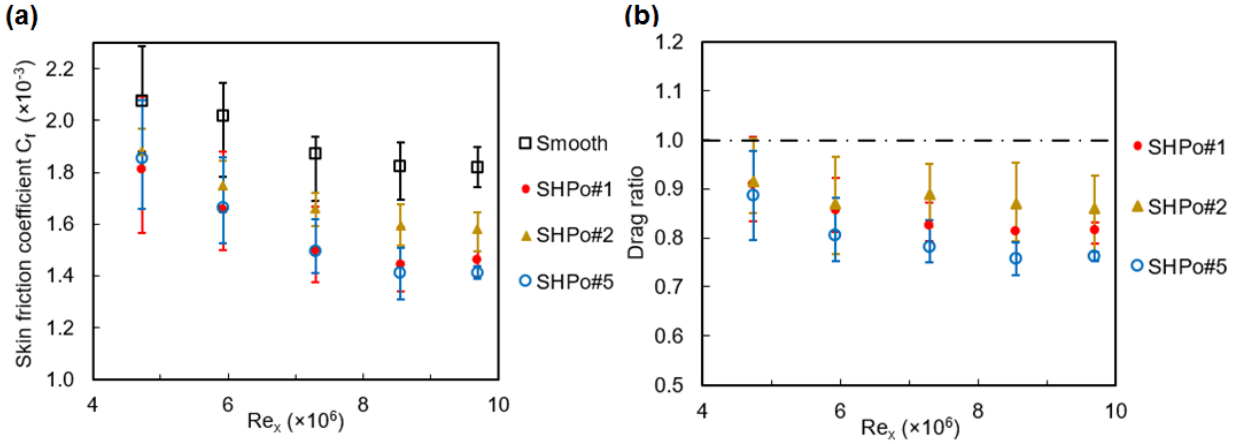 (a)
Skin friction coefficient C_f (×10⁻³)
2.2
2.0
1.8
1.6
1.4
1.2
1.0
4
6
8
10
Re_x (×10⁶)
Smooth
SHPo#1
SHPo#2
SHPo#5
(b)
Drag ratio
1.2
1.1
1.0
0.9
0.8
0.7
0.6
0.5
4
6
8
10
Re_x (×10⁶)
SHPo#1
SHPo#2
SHPo#5